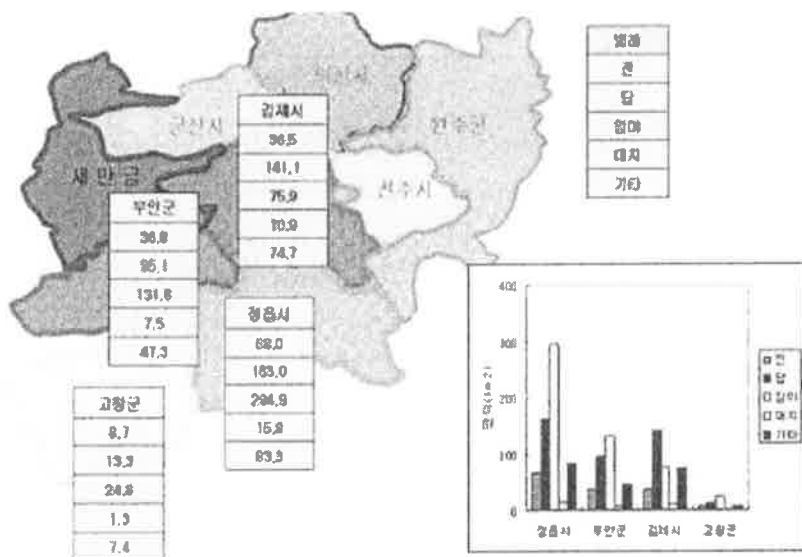 군산시
완주군
전주시
새만금
범례
전
답
임야
대지
기타
김제시
36.5
141.1
75.9
10.9
74.7
부안군
36.8
95.1
131.8
7.5
47.3
정읍시
68.0
163.0
294.9
15.8
83.3
고창군
8.7
13.3
24.8
1.3
7.4
400
300
200
100
0
정읍시 부안군 김제시 고창군
전
답
임야
대지
기타